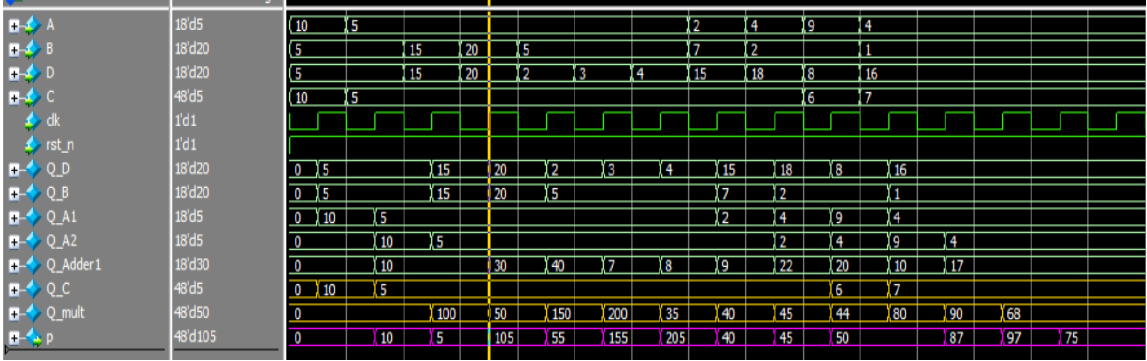 A 18'd5 10 5 2 4 9 4
B 18'd20 5 15 20 5 7 2 1
D 18'd20 5 15 20 2 3 4 15 18 8 16
C 48'd5 10 5 6 7
clk 1'd1
rst_n 1'd1
Q_D 18'd20 0 5 15 20 2 3 4 15 18 8 16
Q_B 18'd20 0 5 15 20 5 7 2 1
Q_A1 18'd5 0 10 5 2 4 9 4
Q_A2 18'd5 0 10 5 2 4 9 4
Q_Adder1 18'd30 0 10 30 40 7 8 9 22 20 10 17
Q_C 48'd5 0 10 5 6 7
Q_mult 48'd50 0 100 50 150 200 35 40 45 44 80 90 68
p 48'd105 0 10 5 105 55 155 205 40 45 50 87 97 75